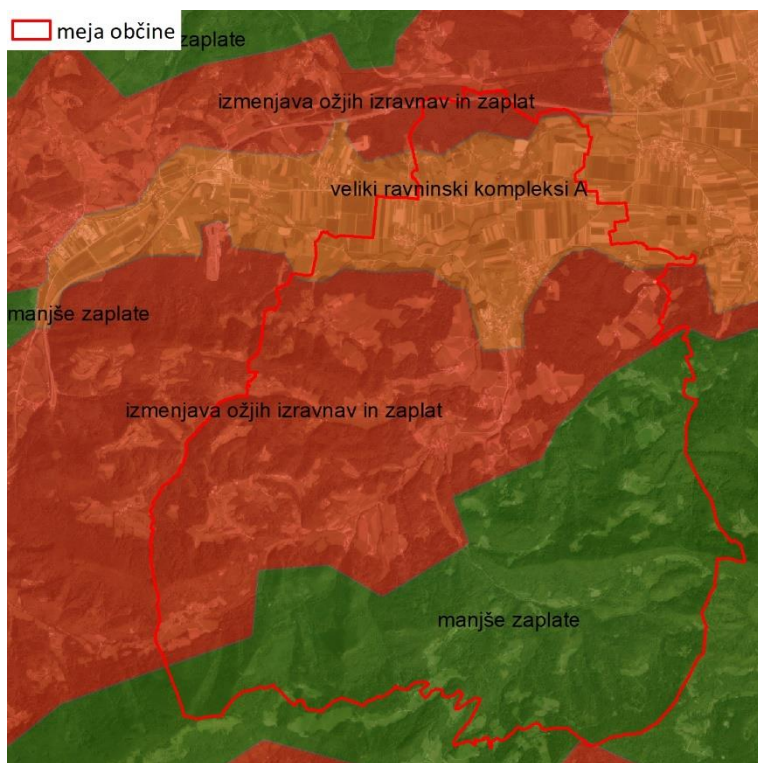 meja občine
zaplate
izmenjava ožjih izravnav in zaplat
veliki ravninski kompleksi A
manjše zaplate
izmenjava ožjih izravnav in zaplat
manjše zaplate